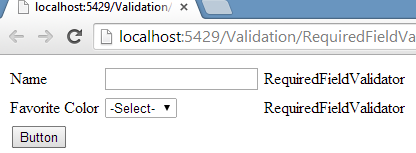 localhost:5429/Validation/
localhost:5429/Validation/RequiredFieldVa
Name RequiredFieldValidator
Favorite Color -Select- RequiredFieldValidator
Button